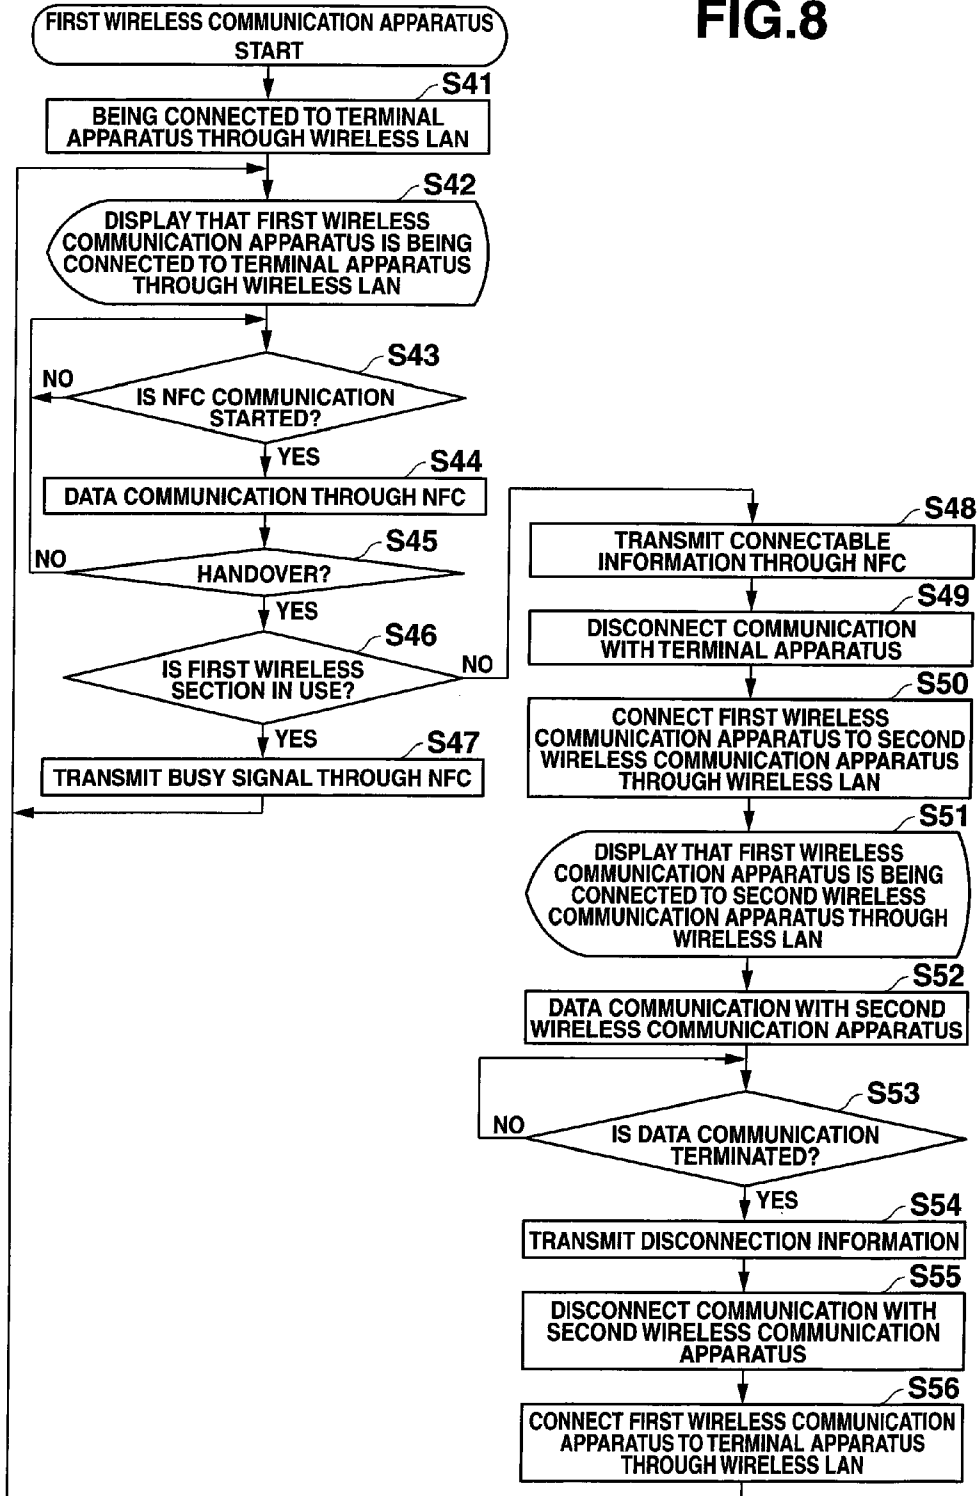 FIG.8
FIRST WIRELESS COMMUNICATION APPARATUS
START
S41
BEING CONNECTED TO TERMINAL
APPARATUS THROUGH WIRELESS LAN
S42
DISPLAY THAT FIRST WIRELESS
COMMUNICATION APPARATUS IS BEING
CONNECTED TO TERMINAL APPARATUS
THROUGH WIRELESS LAN
S43
NO
IS NFC COMMUNICATION
STARTED?
YES
S44
DATA COMMUNICATION THROUGH NFC
S45
NO
HANDOVER?
YES
S46
IS FIRST WIRELESS
SECTION IN USE?
NO
YES
S47
TRANSMIT BUSY SIGNAL THROUGH NFC
S48
TRANSMIT CONNECTABLE
INFORMATION THROUGH NFC
S49
DISCONNECT COMMUNICATION
WITH TERMINAL APPARATUS
S50
CONNECT FIRST WIRELESS
COMMUNICATION APPARATUS TO SECOND
WIRELESS COMMUNICATION APPARATUS
THROUGH WIRELESS LAN
S51
DISPLAY THAT FIRST WIRELESS
COMMUNICATION APPARATUS IS BEING
CONNECTED TO SECOND WIRELESS
COMMUNICATION APPARATUS THROUGH
WIRELESS LAN
S52
DATA COMMUNICATION WITH SECOND
WIRELESS COMMUNICATION APPARATUS
S53
NO
IS DATA COMMUNICATION
TERMINATED?
YES
S54
TRANSMIT DISCONNECTION INFORMATION
S55
DISCONNECT COMMUNICATION WITH
SECOND WIRELESS COMMUNICATION
APPARATUS
S56
CONNECT FIRST WIRELESS COMMUNICATION
APPARATUS TO TERMINAL APPARATUS
THROUGH WIRELESS LAN